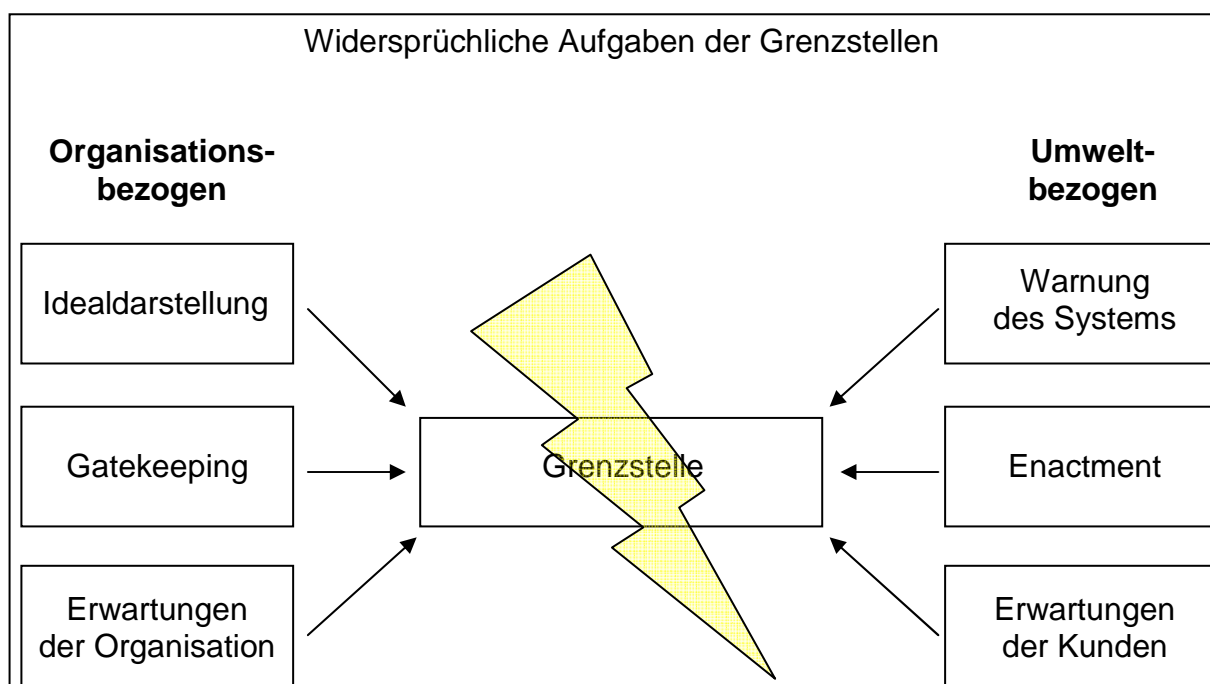 Widersprüchliche Aufgaben der Grenzstellen
Organisations-
bezogen
Umwelt-
bezogen
Idealdarstellung
Warnung
des Systems
Gatekeeping
Grenzstelle
Enactment
Erwartungen
der Organisation
Erwartungen
der Kunden